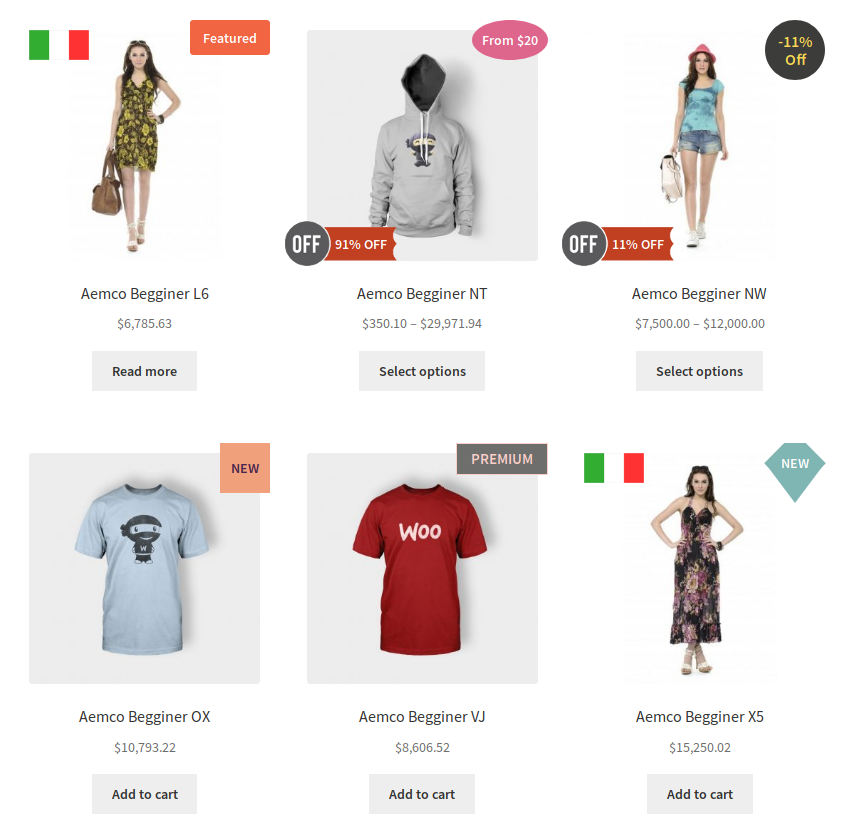 Featured
Aemco Begginer L6
$6,785.63
Read more
From $20
OFF 91% OFF
Aemco Begginer NT
$350.10 – $29,971.94
Select options
-11%
Off
OFF 11% OFF
Aemco Begginer NW
$7,500.00 – $12,000.00
Select options
NEW
W
Aemco Begginer OX
$10,793.22
Add to cart
PREMIUM
Woo
Aemco Begginer VJ
$8,606.52
Add to cart
NEW
Aemco Begginer X5
$15,250.02
Add to cart